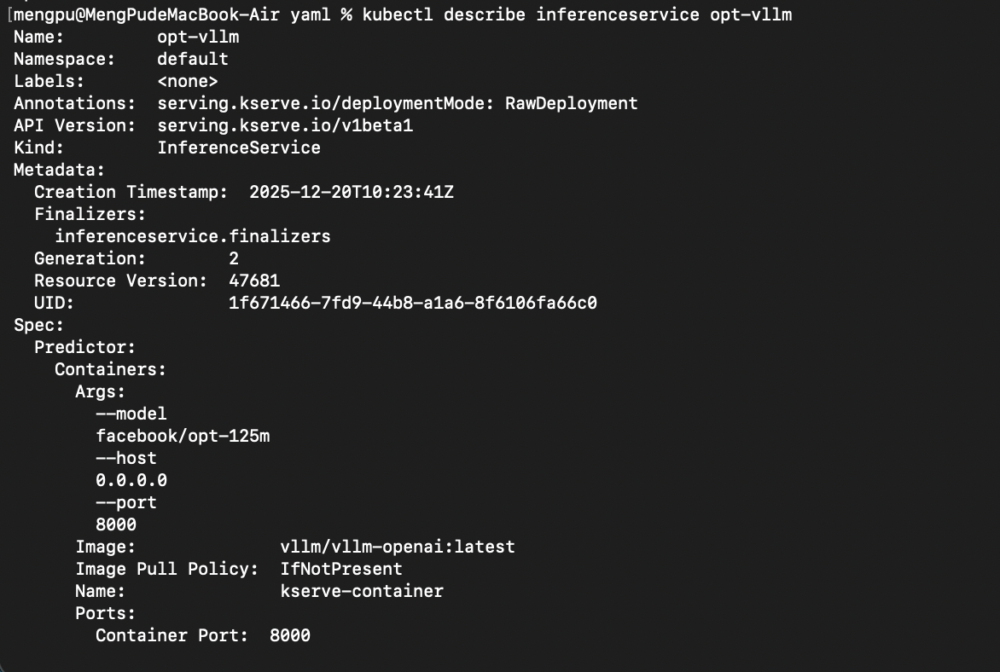 [mengpu@MengPudeMacBook-Air yaml % kubectl describe inferenceservice opt-vllm
Name:         opt-vllm
Namespace:    default
Labels:       <none>
Annotations:  serving.kserve.io/deploymentMode: RawDeployment
API Version:  serving.kserve.io/v1beta1
Kind:         InferenceService
Metadata:
  Creation Timestamp:  2025-12-20T10:23:41Z
  Finalizers:
    inferenceservice.finalizers
  Generation:        2
  Resource Version:  47681
  UID:               1f671466-7fd9-44b8-a1a6-8f6106fa66c0
Spec:
  Predictor:
    Containers:
      Args:
        --model
        facebook/opt-125m
        --host
        0.0.0.0
        --port
        8000
      Image:              vllm/vllm-openai:latest
      Image Pull Policy:  IfNotPresent
      Name:               kserve-container
      Ports:
        Container Port:  8000